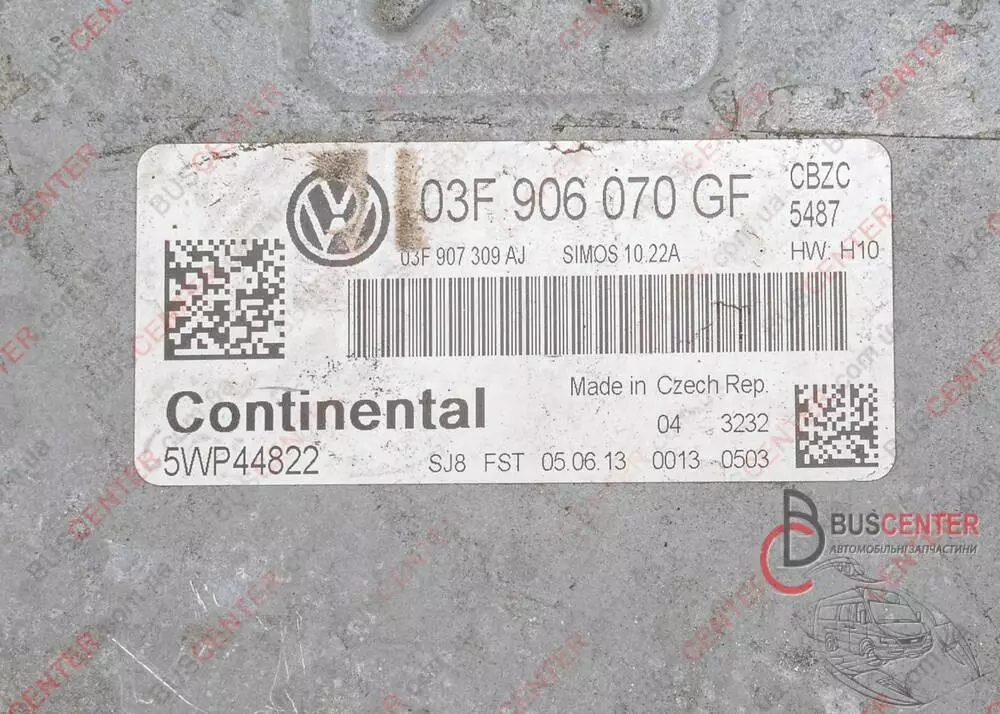 03F 906 070 GF
CBZC
5487
03F 907 309 AJ SIMOS 10.22A HW: H10
Continental
Made in Czech Rep.
04 3232
5WP44822
SJ8 FST 05.06.13 0013 0503
BUSCENTER
АВТОМОБІЛЬНІ ЗАПЧАСТИНИ